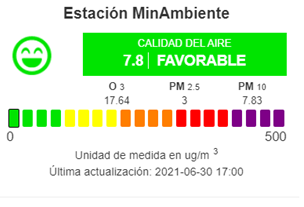 Estación MinAmbiente
CALIDAD DEL AIRE
7.8 | FAVORABLE
O 3 PM 2.5 PM 10
17.64 3 7.83
0 500
Unidad de medida en ug/m 3
Última actualización: 2021-06-30 17:00